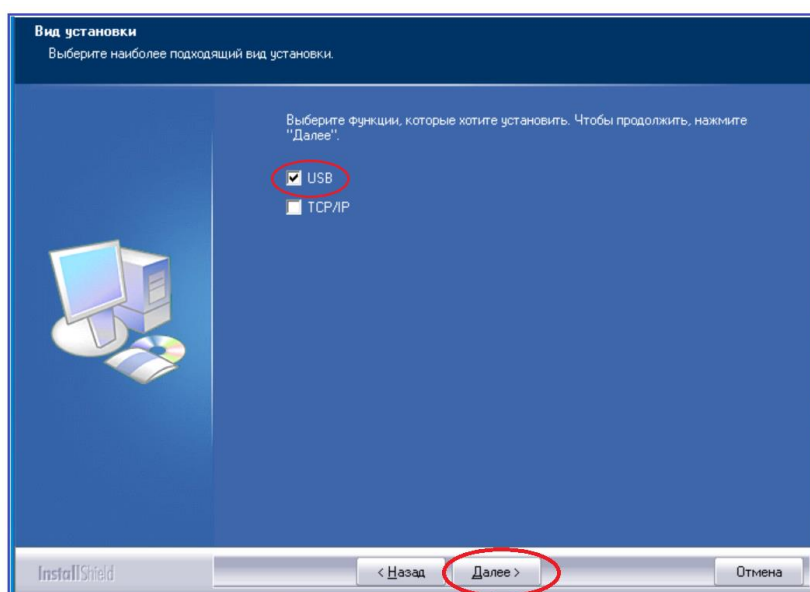 Вид установки
Выберите наиболее подходящий вид установки.
Выберите функции, которые хотите установить. Чтобы продолжить, нажмите
"Далее".
USB
TCP/IP
InstallShield
< Назад
Далее >
Отмена